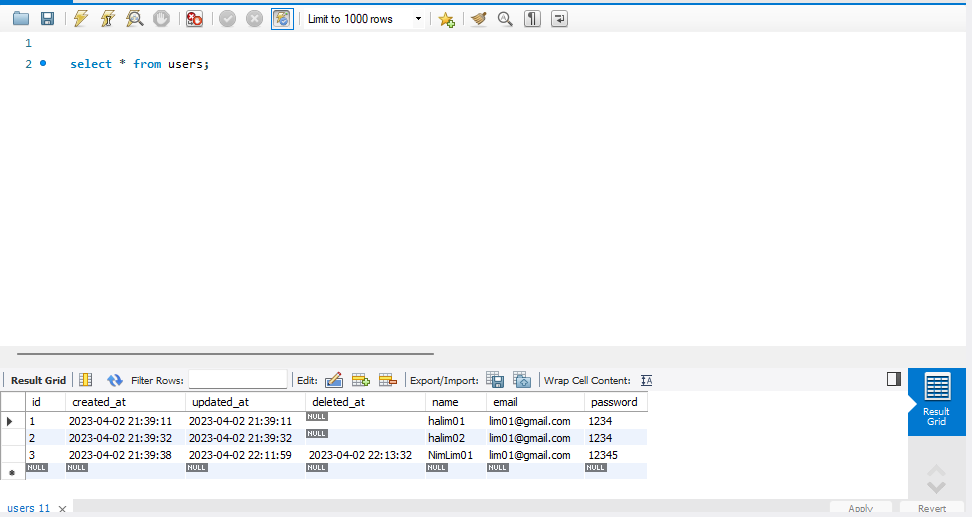 Limit to 1000 rows
1
2 select * from users;
Result Grid Filter Rows: Edit: Export/Import: Wrap Cell Content:
Result
Grid
id created_at updated_at deleted_at name email password
1 2023-04-02 21:39:11 2023-04-02 21:39:11 NULL halim01 lim01@gmail.com 1234
2 2023-04-02 21:39:32 2023-04-02 21:39:32 NULL halim02 lim01@gmail.com 1234
3 2023-04-02 21:39:38 2023-04-02 22:11:59 2023-04-02 22:13:32 NimLim01 lim01@gmail.com 12345
NULL NULL NULL NULL NULL NULL NULL
users 11 Apply Revert